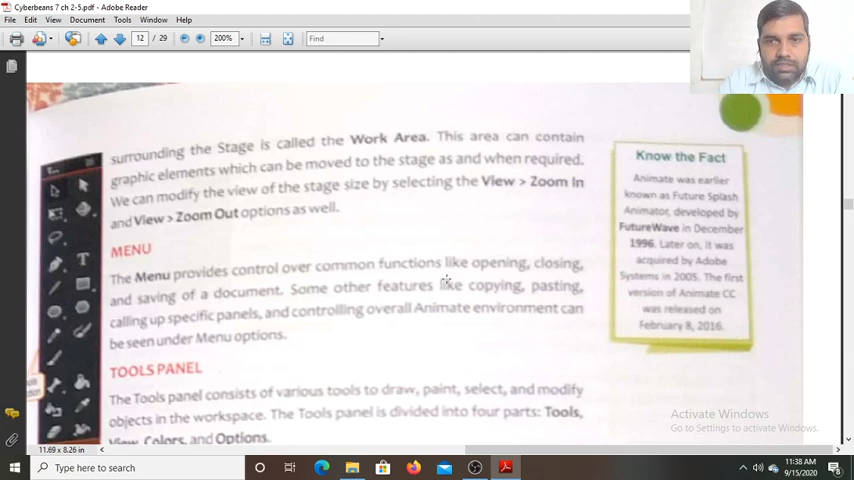 Cyberbeans 7 ch 2-5.pdf - Adobe Reader
File Edit View Document Tools Window Help
12 / 29 200% Find
surrounding the Stage is called the Work Area. This area can contain
graphic elements which can be moved to the stage as and when required.
We can modify the view of the stage size by selecting the View > Zoom In
and View > Zoom Out options as well.
MENU
The Menu provides control over common functions like opening, closing,
and saving of a document. Some other features like copying, pasting,
calling up specific panels, and controlling overall Animate environment can
be seen under Menu options.
TOOLS PANEL
The Tools panel consists of various tools to draw, paint, select, and modify
objects in the workspace. The Tools panel is divided into four parts: Tools,
View, Colors, and Options.
Know the Fact
Animate was earlier
known as Future Splash
Animator, developed by
FutureWave in December
1996. Later on, it was
acquired by Adobe
Systems in 2005. The first
version of Animate CC
was released on
February 8, 2016.
Activate Windows
Go to Settings to activate Windows.
11.69 x 8.26 in
Type here to search
11:38 AM
9/15/2020